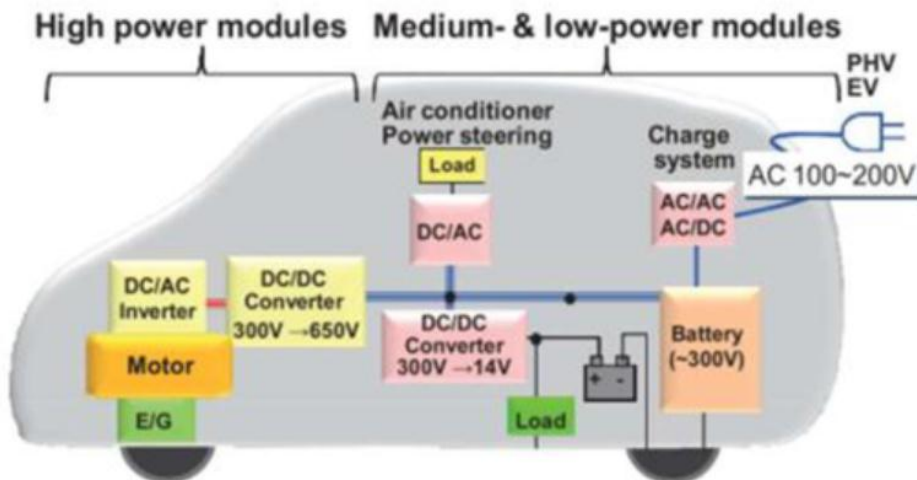 High power modules
Medium- & low-power modules
PHV
EV
Air conditioner
Power steering
Load
DC/AC
Charge
system
AC 100~200V
AC/AC
AC/DC
DC/AC
Inverter
DC/DC
Converter
300V →650V
DC/DC
Converter
300V →14V
Battery
(~300V)
Motor
+ -
E/G
Load